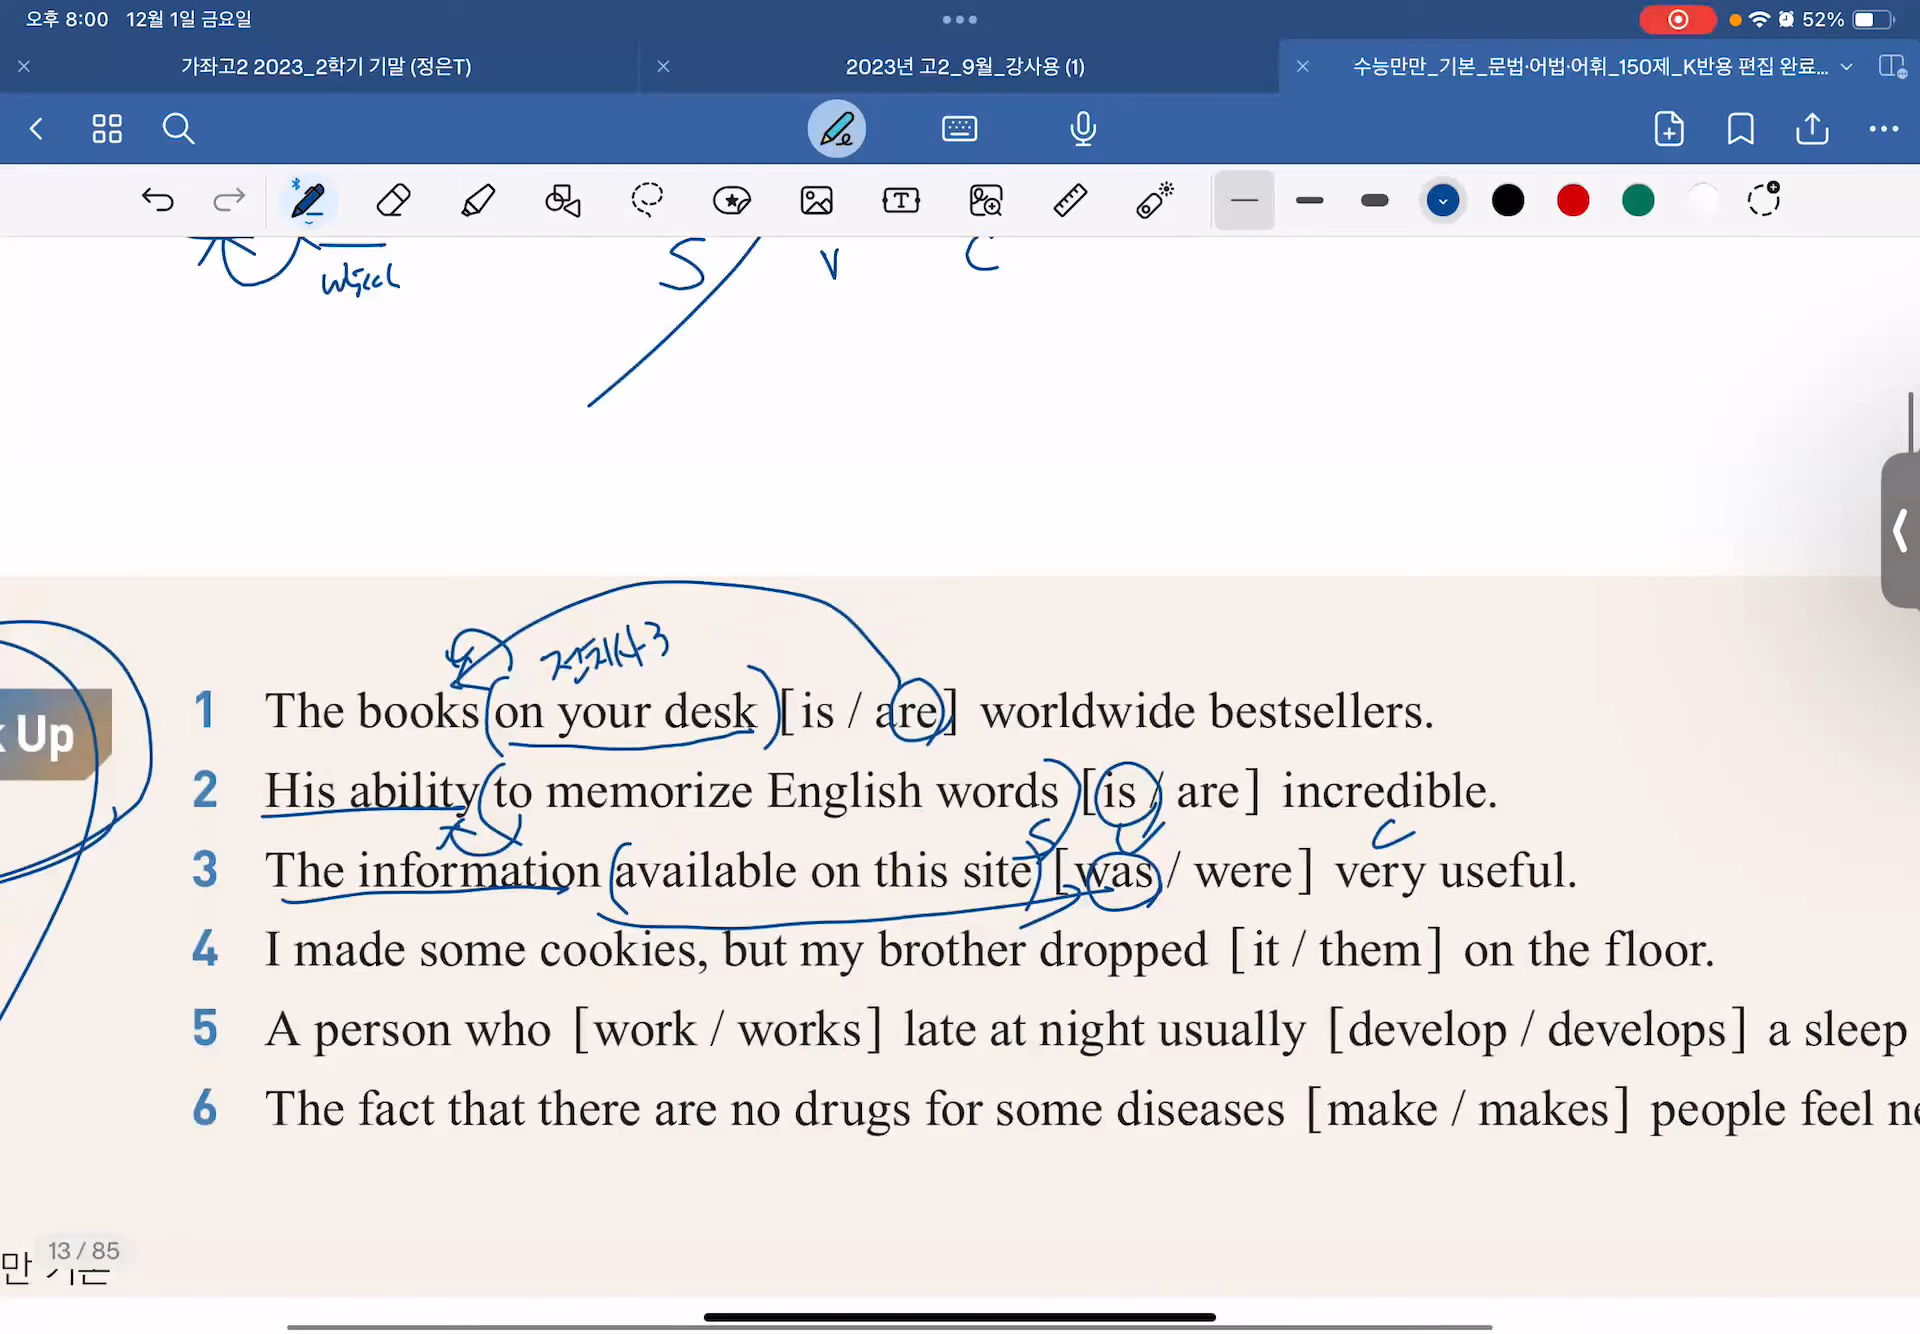 오후 8:00 12월 1일 금요일
52%
가좌고2 2023_2학기 기말 (정은T)
2023년 고2_9월_강사용 (1)
수능만만_기본_문법·어법·어휘_150제_K반용 편집 완료...
S V C
전치사구
Up
1 The books on your desk [is / are] worldwide bestsellers.
2 His ability to memorize English words [is / are] incredible.
S V C
3 The information available on this site [was / were] very useful.
4 I made some cookies, but my brother dropped [it / them] on the floor.
5 A person who [work / works] late at night usually [develop / develops] a sleep
6 The fact that there are no drugs for some diseases [make / makes] people feel
13 / 85
만 기본